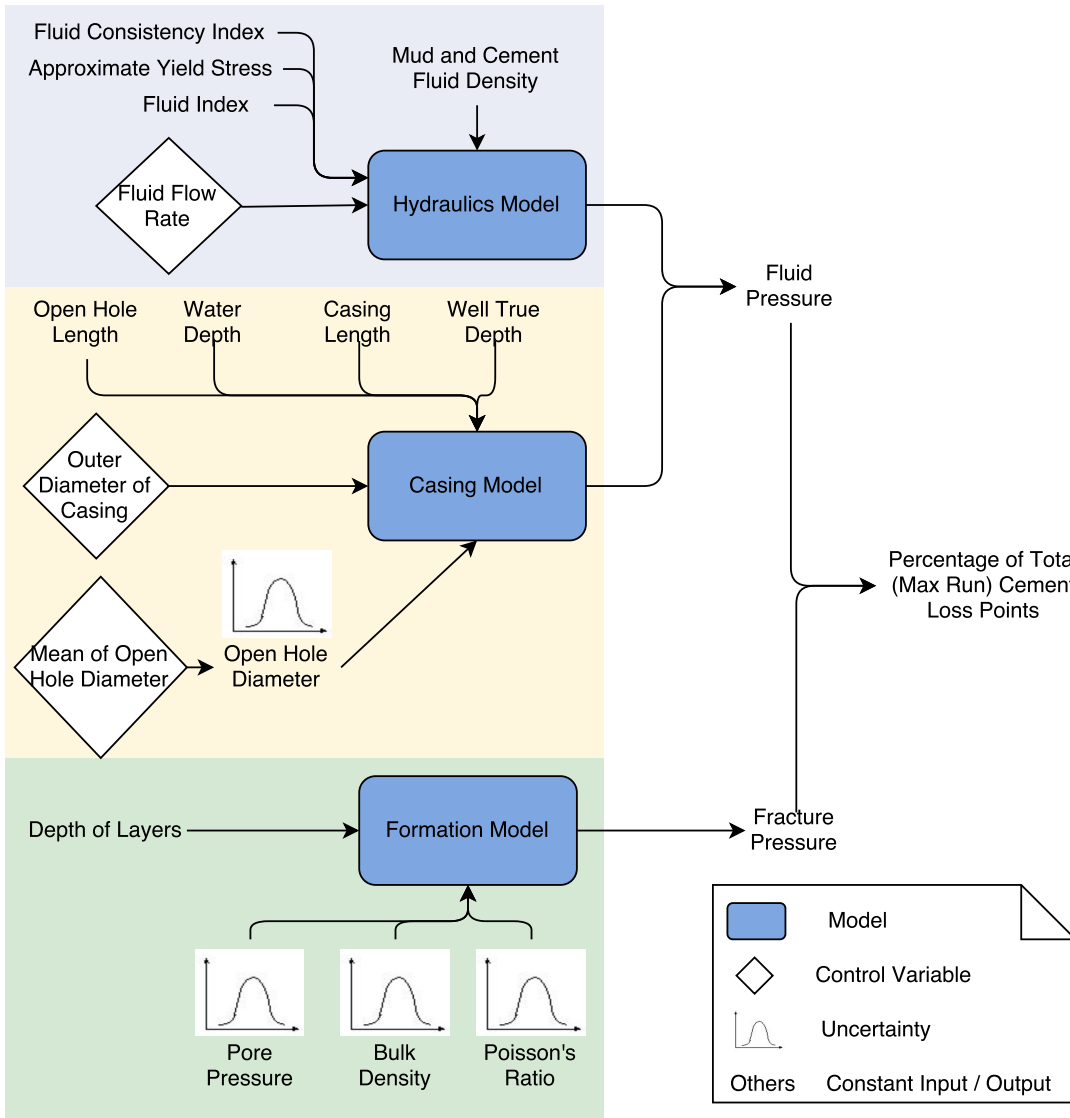 Fluid Consistency Index
Approximate Yield Stress
Fluid Index
Mud and Cement
Fluid Density
Fluid Flow
Rate
Hydraulics Model
Fluid
Pressure
Open Hole
Length
Water
Depth
Casing
Length
Well True
Depth
Outer
Diameter of
Casing
Casing Model
Mean of Open
Hole Diameter
Open Hole
Diameter
Percentage of Tota
(Max Run) Cement
Loss Points
Depth of Layers
Formation Model
Fracture
Pressure
Pore
Pressure
Bulk
Density
Poisson's
Ratio
Model
Control Variable
Uncertainty
Others Constant Input / Output